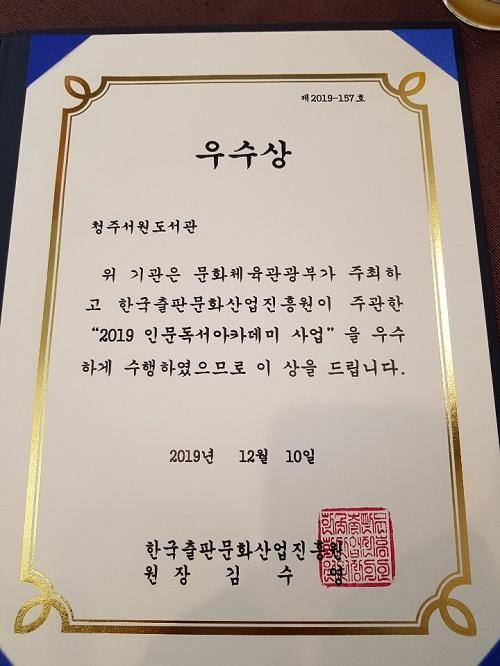 제2019-157호
우수상
청주서원도서관
위 기관은 문화체육관광부가 주최하
고 한국출판문화산업진흥원이 주관한
“2019 인문독서아카데미 사업”을 우수
하게 수행하였으므로 이 상을 드립니다.
2019년 12월 10일
한국출판문화산업진흥원
원장 김수영